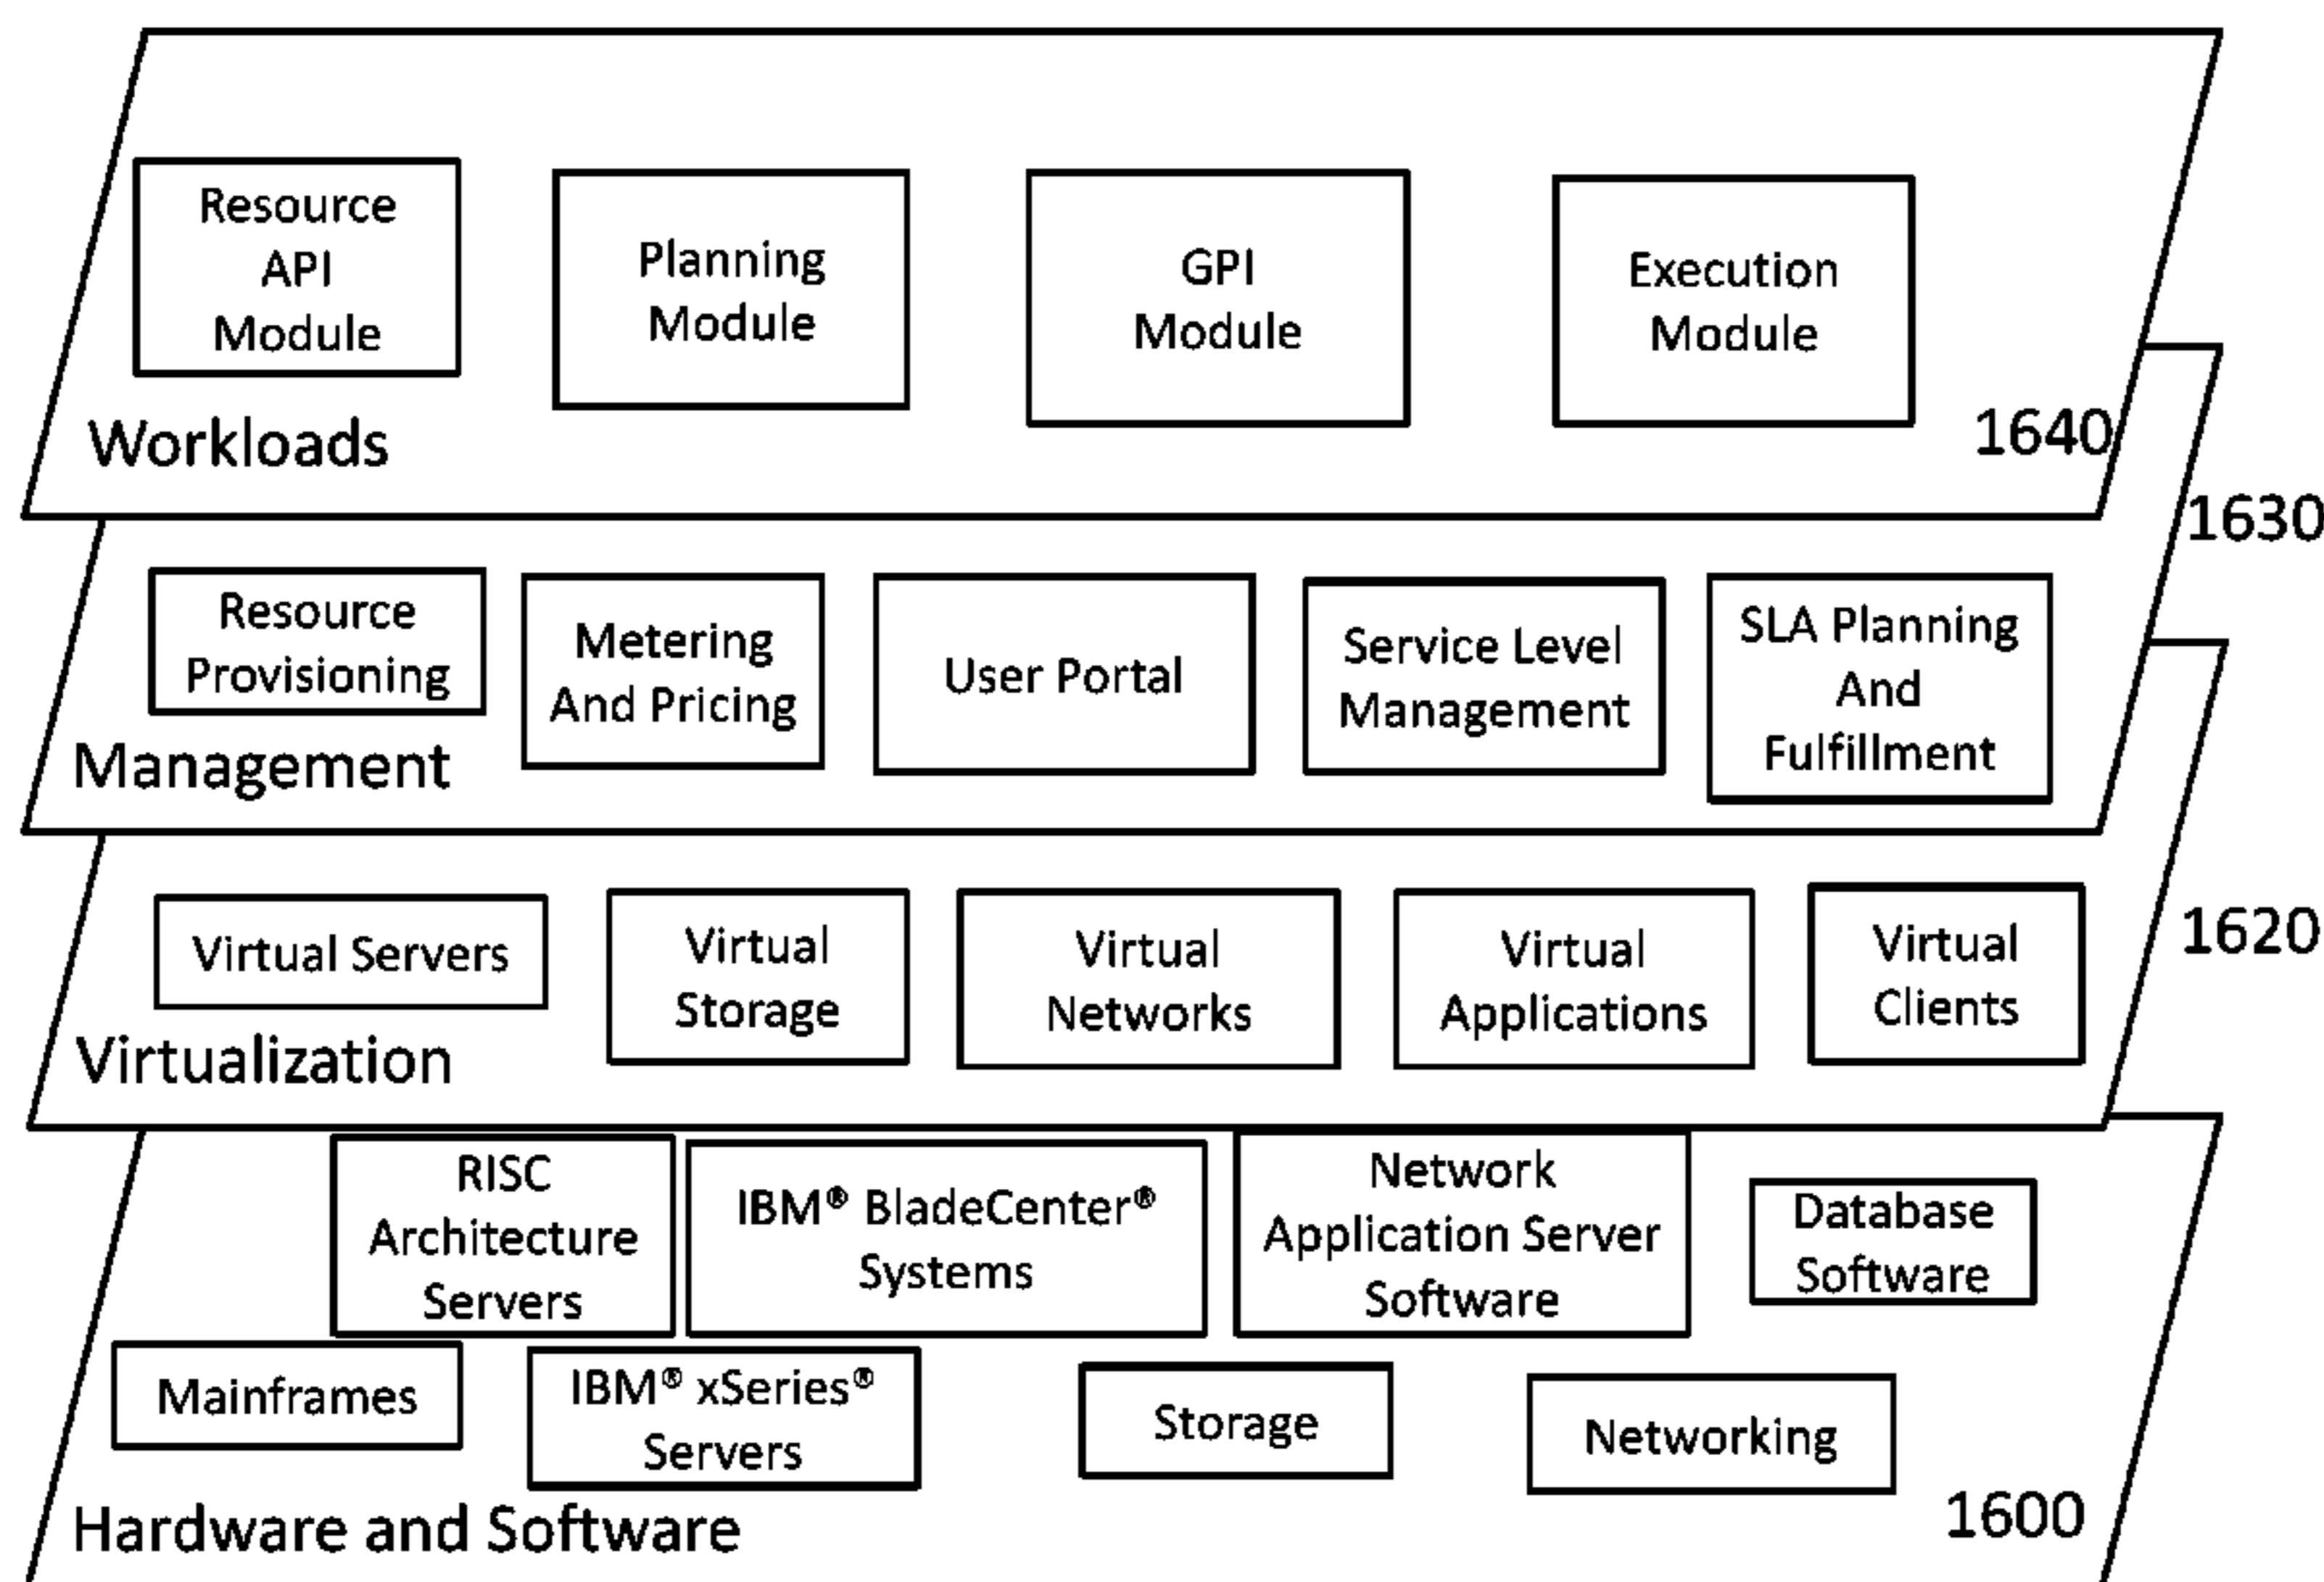 Resource
API
Module
Planning
Module
GPI
Module
Execution
Module
Workloads
1640
1630
Resource
Provisioning
Metering
And Pricing
User Portal
Service Level
Management
SLA Planning
And
Fulfillment
Management
Virtual Servers
Virtual
Storage
Virtual
Networks
Virtual
Applications
Virtual
Clients
1620
Virtualization
RISC
Architecture
Servers
IBM® BladeCenter®
Systems
Network
Application Server
Software
Database
Software
Mainframes
IBM® xSeries®
Servers
Storage
Networking
Hardware and Software
1600